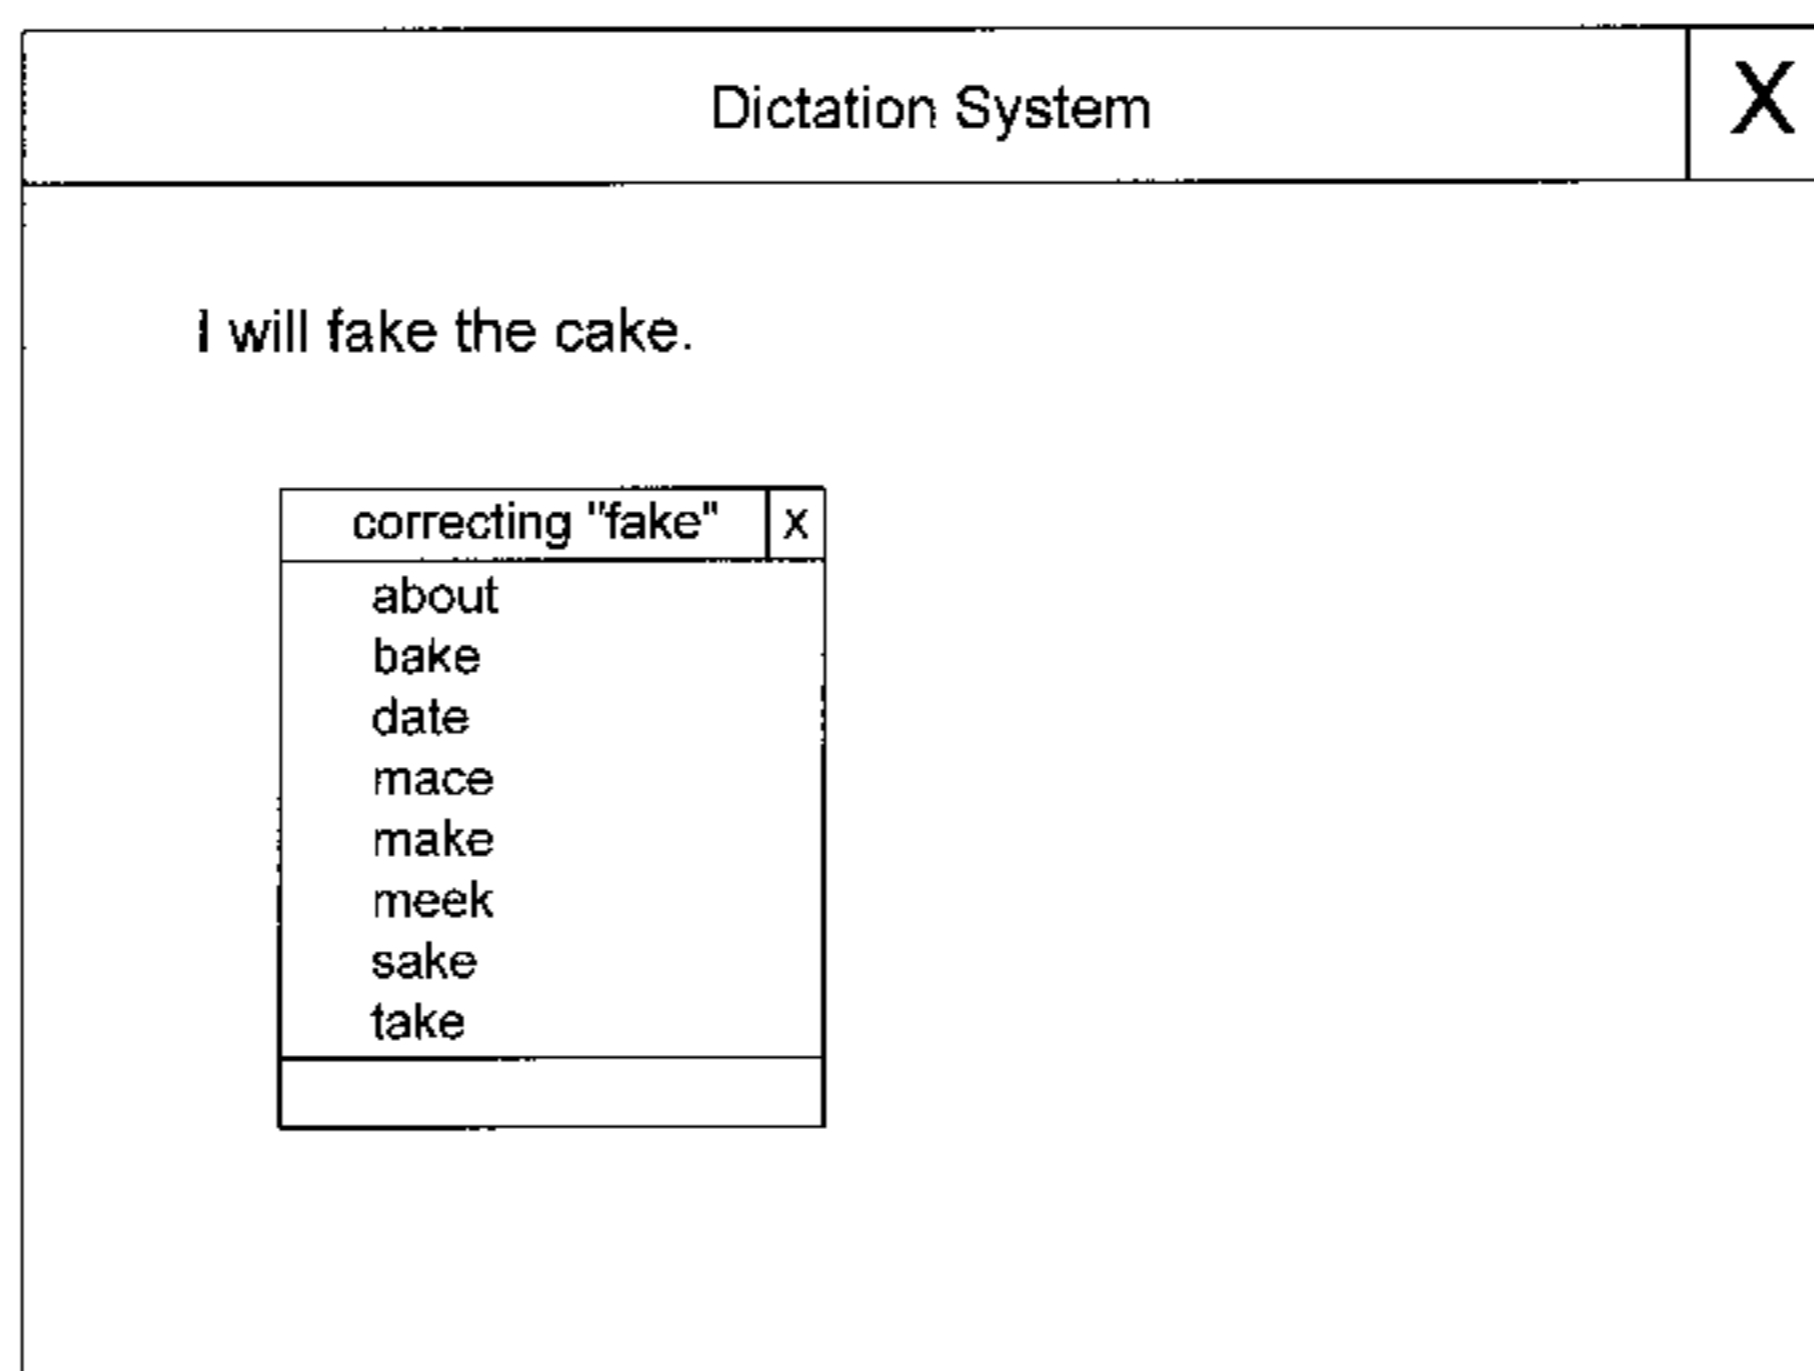 Dictation System X
I will fake the cake.
correcting "fake" X
about
bake
date
mace
make
meek
sake
take